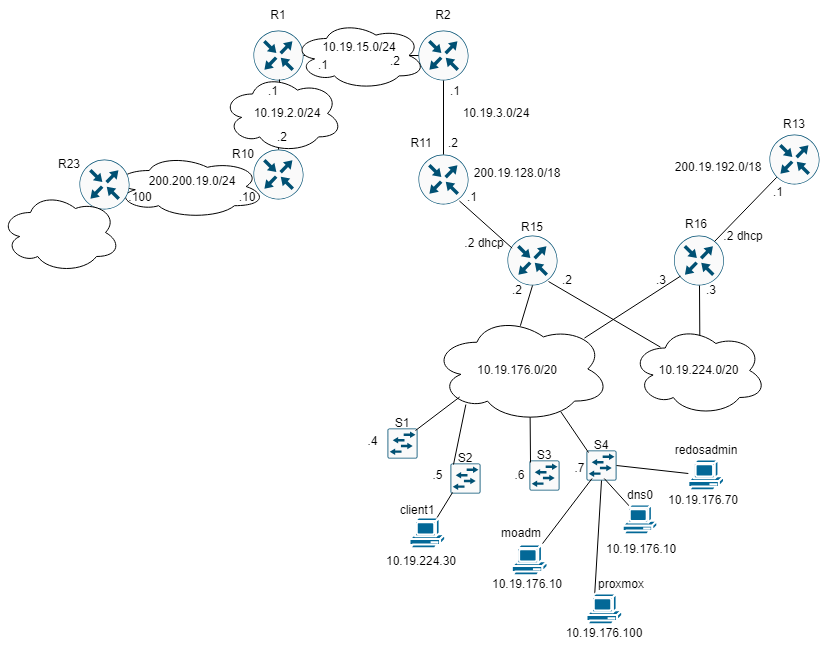 R1
R2
10.19.15.0/24
.1
.2
.1
10.19.2.0/24
.2
.1
10.19.3.0/24
.2
R13
R23
R10
R11
200.200.19.0/24
.100
.10
200.19.128.0/18
.1
200.19.192.0/18
.1
R15
R16
.2 dhcp
.2 dhcp
.2
.2
.3
.3
10.19.176.0/20
10.19.224.0/20
S1
.4
S2
.5
S3
.6
S4
.7
redosadmin
10.19.176.70
client1
10.19.224.30
dns0
10.19.176.10
moadm
10.19.176.10
proxmox
10.19.176.100